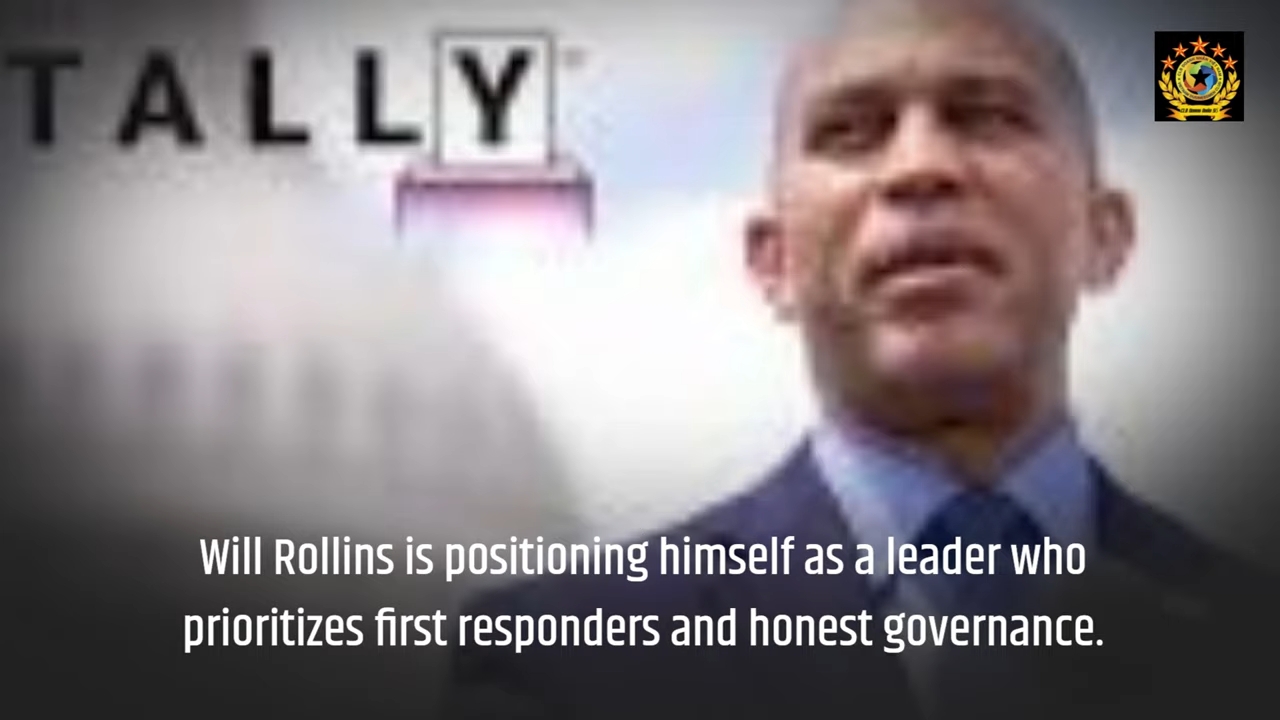 TALLY
Will Rollins is positioning himself as a leader who
prioritizes first responders and honest governance.